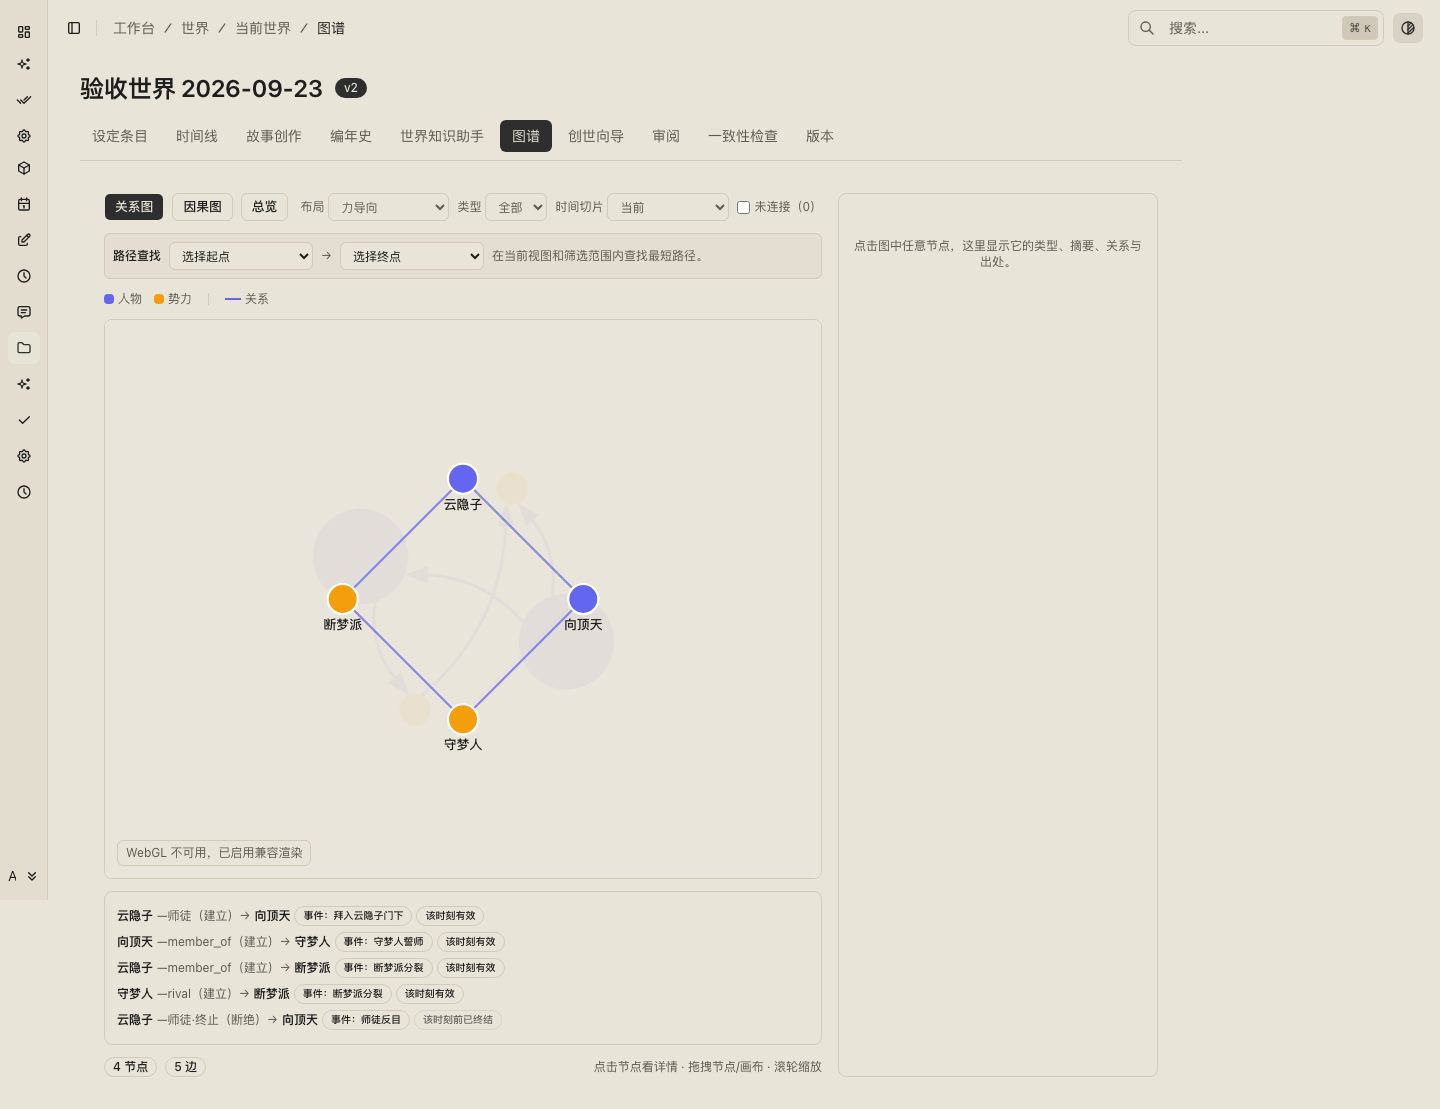 工作台 / 世界 / 当前世界 / 图谱
搜索... ⌘ K
验收世界 2026-09-23 v2
设定条目 时间线 故事创作 编年史 世界知识助手 图谱 创世向导 审阅 一致性检查 版本
关系图 因果图 总览 布局 力导向 类型 全部 时间切片 当前 未连接（0）
路径查找 选择起点 → 选择终点 在当前视图和筛选范围内查找最短路径。
人物 势力 关系
点击图中任意节点，这里显示它的类型、摘要、关系与
出处。
云隐子
断梦派
向顶天
守梦人
WebGL 不可用，已启用兼容渲染
A
云隐子 —师徒（建立）→ 向顶天 事件：拜入云隐子门下 该时刻有效
向顶天 —member_of（建立）→ 守梦人 事件：守梦人誓师 该时刻有效
云隐子 —member_of（建立）→ 断梦派 事件：断梦派分裂 该时刻有效
守梦人 —rival（建立）→ 断梦派 事件：断梦派分裂 该时刻有效
云隐子 —师徒·终止（断绝）→ 向顶天 事件：师徒反目 该时刻前已终结
4 节点 5 边 点击节点看详情 · 拖拽节点/画布 · 滚轮缩放